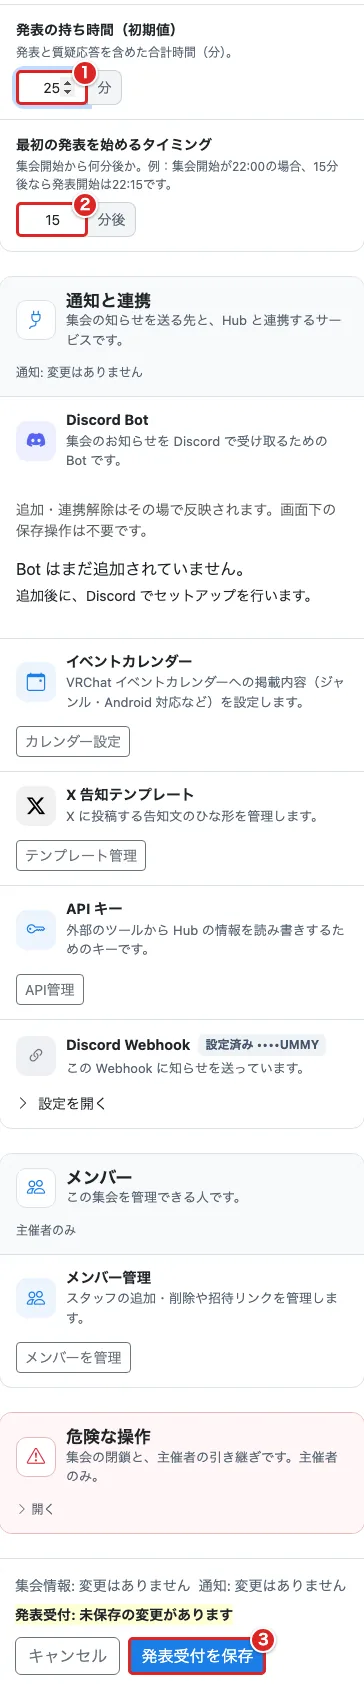 発表の持ち時間（初期値）
発表と質疑応答を含めた合計時間（分）。
1
25 分
最初の発表を始めるタイミング
集会開始から何分後か。例：集会開始が22:00の場合、15分
後なら発表開始は22:15です。
2
15 分後
通知と連携
集会の知らせを送る先と、Hub と連携するサー
ビスです。
通知: 変更はありません
Discord Bot
集会のお知らせを Discord で受け取るための
Bot です。
追加・連携解除はその場で反映されます。画面下の
保存操作は不要です。
Bot はまだ追加されていません。
追加後に、Discord でセットアップを行います。
イベントカレンダー
VRChat イベントカレンダーへの掲載内容（ジャ
ンル・Android 対応など）を設定します。
カレンダー設定
X 告知テンプレート
X に投稿する告知文のひな形を管理します。
テンプレート管理
API キー
外部のツールから Hub の情報を読み書きするた
めのキーです。
API管理
Discord Webhook 設定済み ••••UMMY
この Webhook に知らせを送っています。
設定を開く
メンバー
この集会を管理できる人です。
主催者のみ
メンバー管理
スタッフの追加・削除や招待リンクを管理しま
す。
メンバーを管理
危険な操作
集会の閉鎖と、主催者の引き継ぎです。主催者
のみ。
開く
集会情報: 変更はありません 通知: 変更はありません
発表受付: 未保存の変更があります
3
キャンセル 発表受付を保存